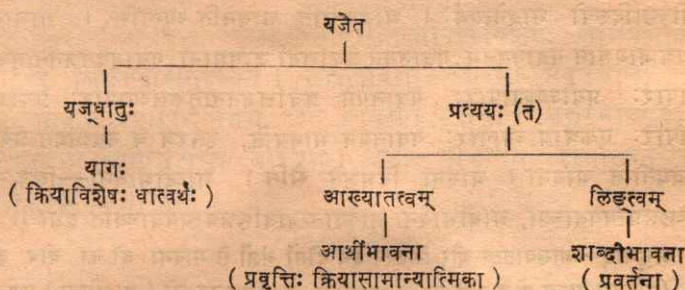 यजेत
यज्धातुः प्रत्ययः (त)
यागः
( क्रियाविशेषः धात्वर्थः ) आख्यातत्वम् लिङ्त्वम्
आर्थीभावना शाब्दीभावना
( प्रवृत्तिः क्रियासामान्यात्मिका ) ( प्रवर्तना )